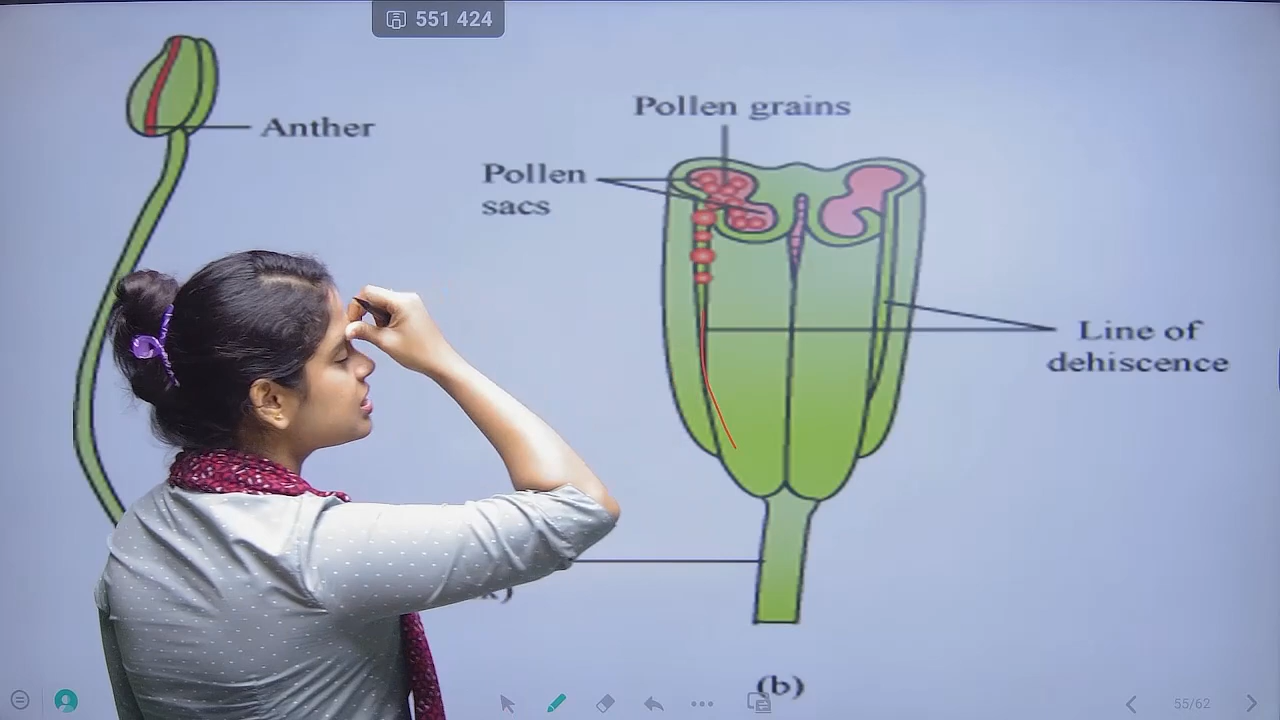 551 424
Anther
Pollen grains
Pollen
sacs
Line of
dehiscence
(b)
55/62